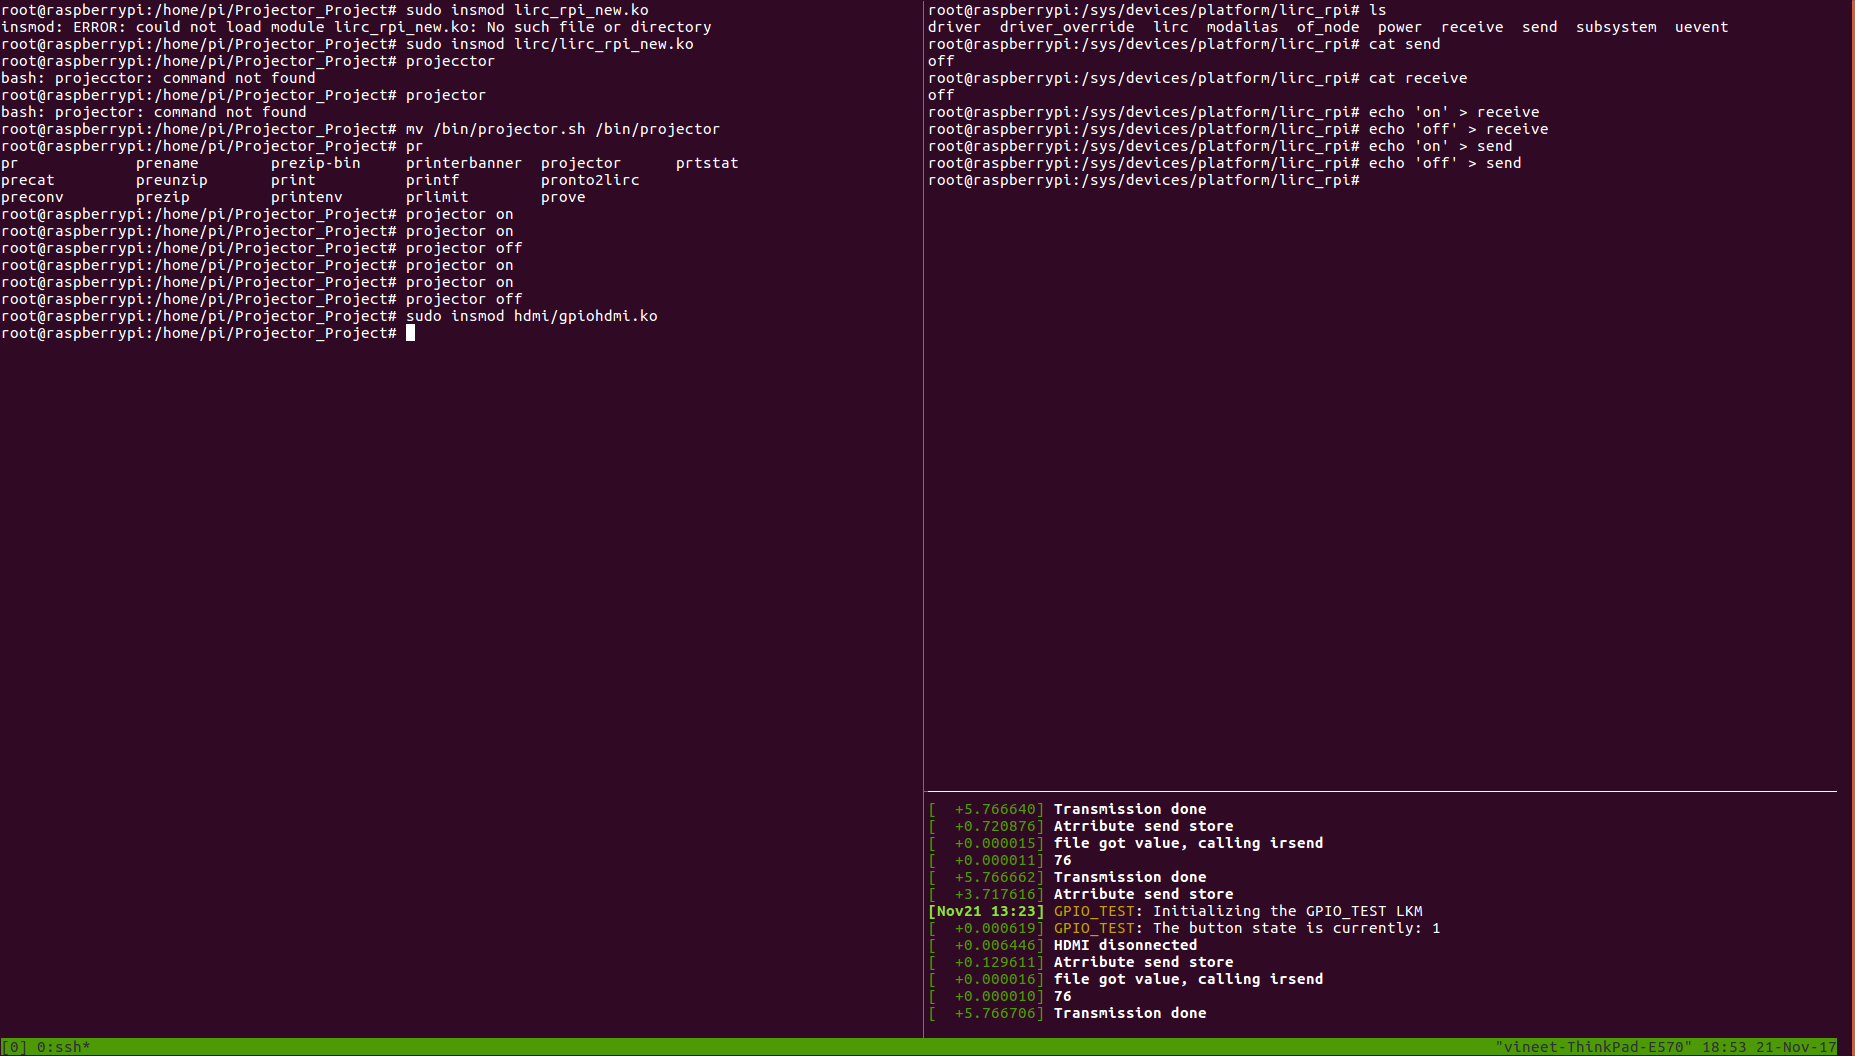 root@raspberrypi:/home/pi/Projector_Project# sudo insmod lirc_rpi_new.ko
insmod: ERROR: could not load module lirc_rpi_new.ko: No such file or directory
root@raspberrypi:/home/pi/Projector_Project# sudo insmod lirc/lirc_rpi_new.ko
root@raspberrypi:/home/pi/Projector_Project# projecctor
bash: projecctor: command not found
root@raspberrypi:/home/pi/Projector_Project# projector
bash: projector: command not found
root@raspberrypi:/home/pi/Projector_Project# mv /bin/projector.sh /bin/projector
root@raspberrypi:/home/pi/Projector_Project# pr
pr             prename        prezip-bin     printerbanner  projector      prtstat
precat         preunzip       print          printf         pronto2lirc
preconv        prezip         printenv       prlimit        prove
root@raspberrypi:/home/pi/Projector_Project# projector on
root@raspberrypi:/home/pi/Projector_Project# projector on
root@raspberrypi:/home/pi/Projector_Project# projector off
root@raspberrypi:/home/pi/Projector_Project# projector on
root@raspberrypi:/home/pi/Projector_Project# projector on
root@raspberrypi:/home/pi/Projector_Project# projector off
root@raspberrypi:/home/pi/Projector_Project# sudo insmod hdmi/gpiohdmi.ko
root@raspberrypi:/home/pi/Projector_Project#
root@raspberrypi:/sys/devices/platform/lirc_rpi# ls
driver  driver_override  lirc  modalias  of_node  power  receive  send  subsystem  uevent
root@raspberrypi:/sys/devices/platform/lirc_rpi# cat send
off
root@raspberrypi:/sys/devices/platform/lirc_rpi# cat receive
off
root@raspberrypi:/sys/devices/platform/lirc_rpi# echo 'on' > receive
root@raspberrypi:/sys/devices/platform/lirc_rpi# echo 'off' > receive
root@raspberrypi:/sys/devices/platform/lirc_rpi# echo 'on' > send
root@raspberrypi:/sys/devices/platform/lirc_rpi# echo 'off' > send
root@raspberrypi:/sys/devices/platform/lirc_rpi#
[  +5.766640] Transmission done
[  +0.720876] Atrribute send store
[  +0.000015] file got value, calling irsend
[  +0.000011] 76
[  +5.766662] Transmission done
[  +3.717616] Atrribute send store
[Nov21 13:23] GPIO_TEST: Initializing the GPIO_TEST LKM
[  +0.000619] GPIO_TEST: The button state is currently: 1
[  +0.006446] HDMI disonnected
[  +0.129611] Atrribute send store
[  +0.000016] file got value, calling irsend
[  +0.000010] 76
[  +5.766706] Transmission done
[0] 0:ssh* "vineet-ThinkPad-E570" 18:53 21-Nov-17